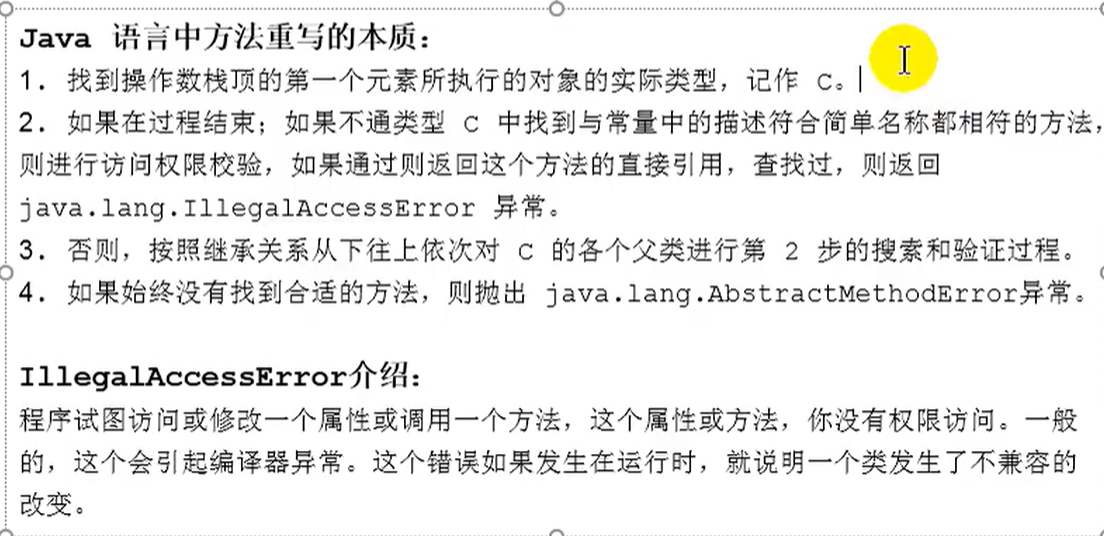 Java 语言中方法重写的本质：
1. 找到操作数栈顶的第一个元素所执行的对象的实际类型，记作 C。
2. 如果在过程结束；如果不通类型 C 中找到与常量中的描述符合简单名称都相符的方法，
则进行访问权限校验，如果通过则返回这个方法的直接引用，查找过，则返回
java.lang.IllegalAccessError 异常。
3. 否则，按照继承关系从下往上依次对 C 的各个父类进行第 2 步的搜索和验证过程。
4. 如果始终没有找到合适的方法，则抛出 java.lang.AbstractMethodError异常。
IllegalAccessError介绍：
程序试图访问或修改一个属性或调用一个方法，这个属性或方法，你没有权限访问。一般
的，这个会引起编译器异常。这个错误如果发生在运行时，就说明一个类发生了不兼容的
改变。